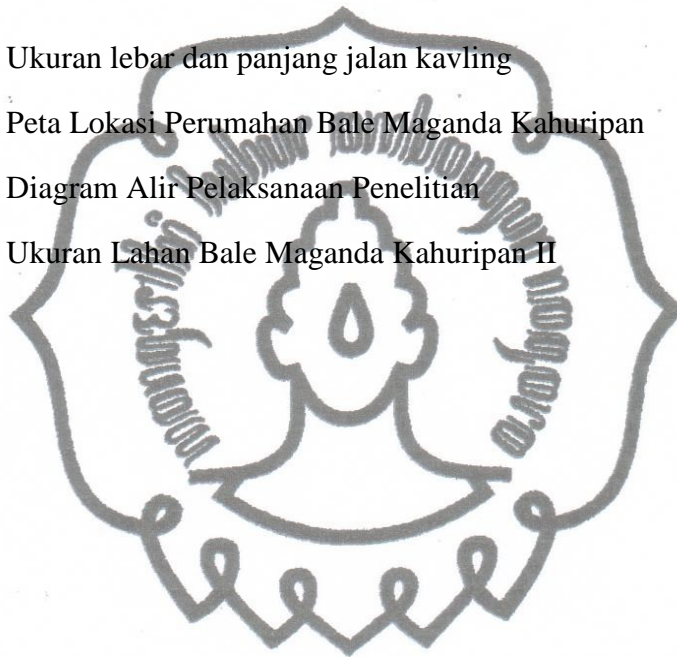 Ukuran lebar dan panjang jalan kavling
Peta Lokasi Perumahan Bale Maganda Kahuripan
Diagram Alir Pelaksanaan Penelitian
Ukuran Lahan Bale Maganda Kahuripan II